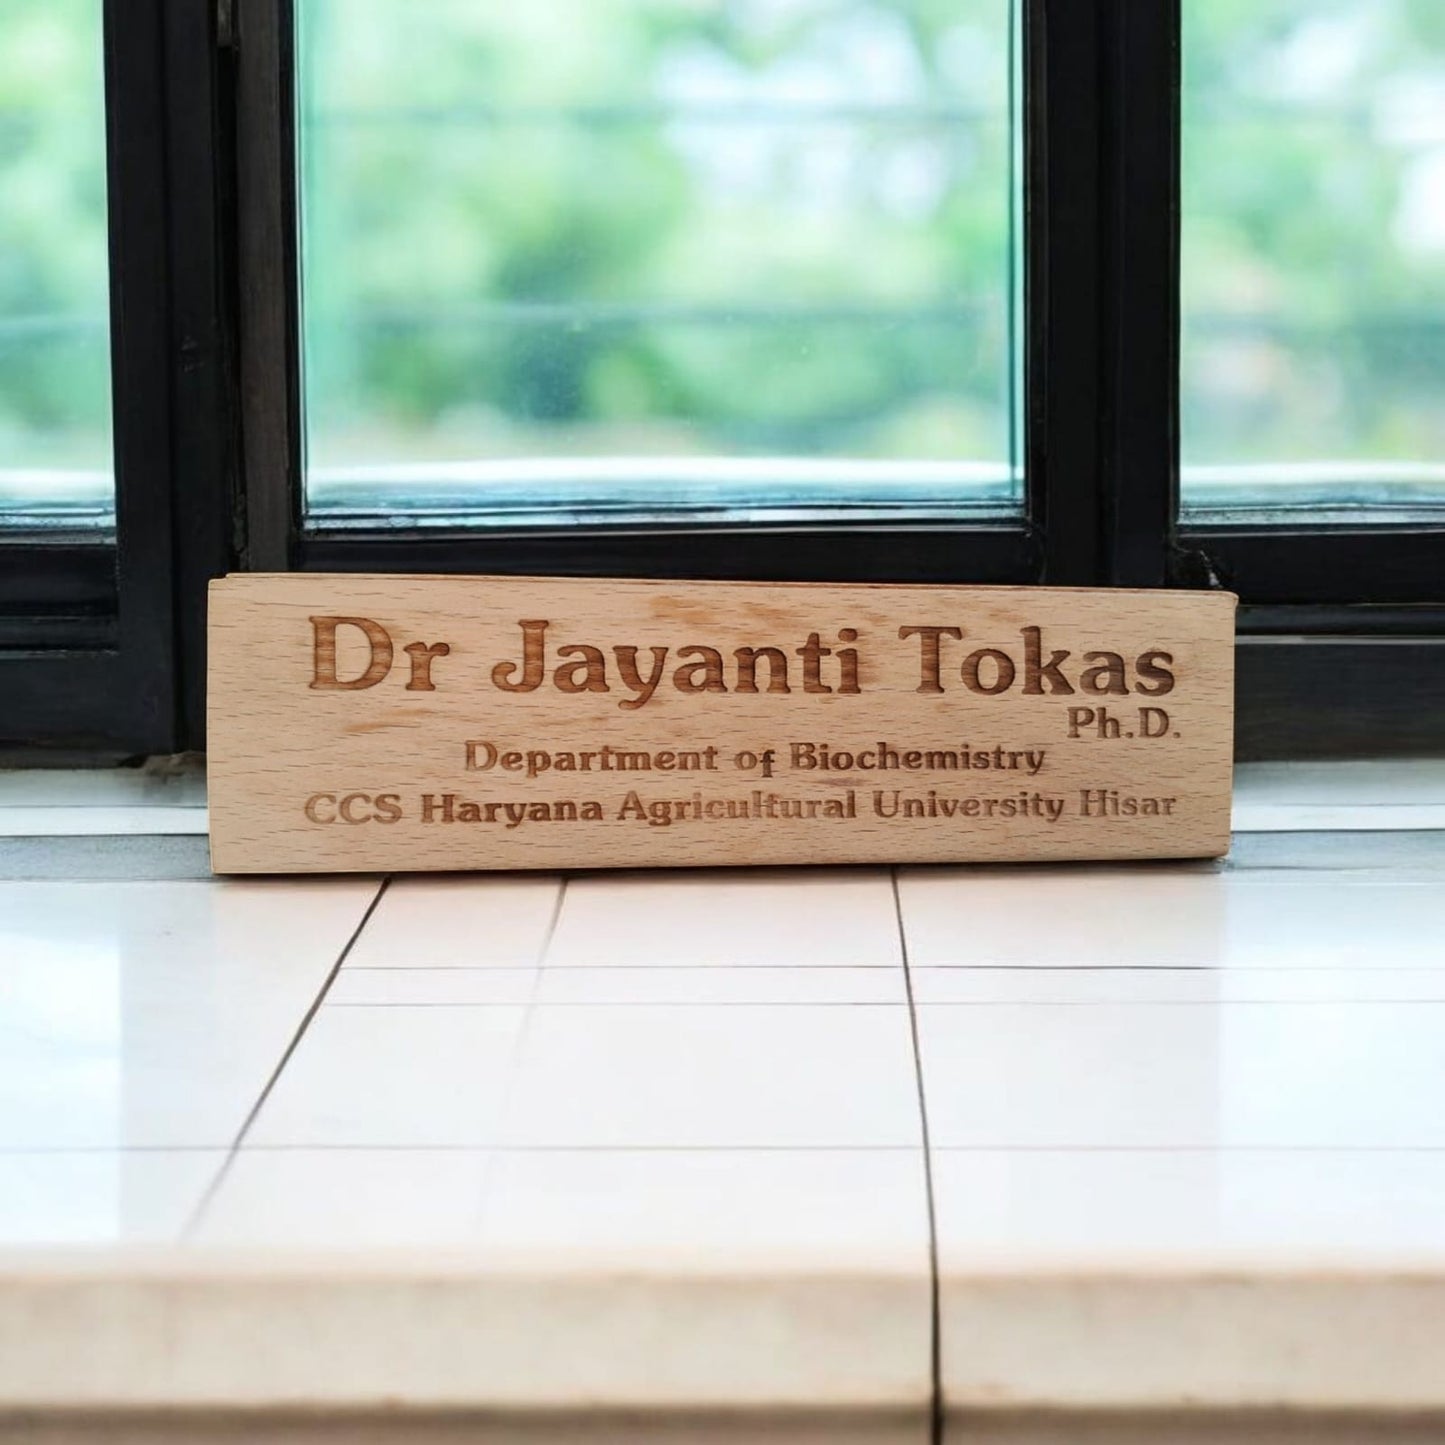 Dr Jayanti Tokas
Ph.D.
Department of Biochemistry
CCS Haryana Agricultural University Hisar